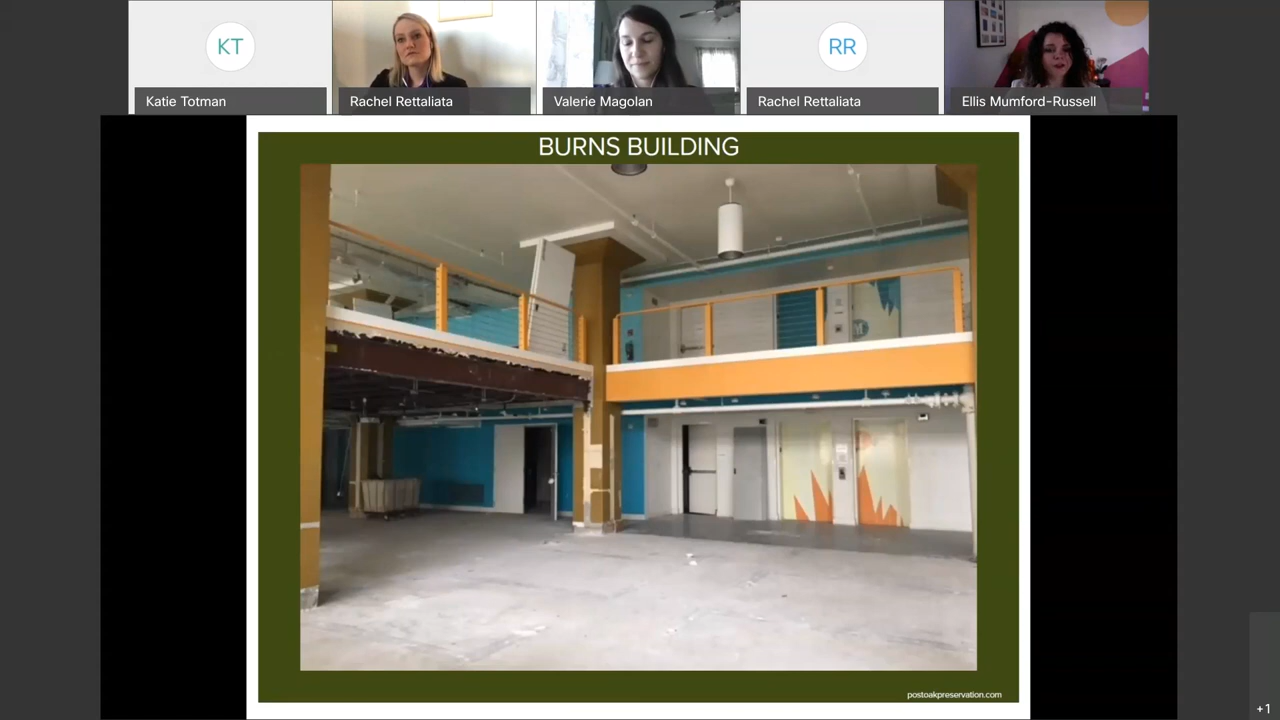 KT
Katie Totman
Rachel Rettaliata
Valerie Magolan
RR
Rachel Rettaliata
Ellis Mumford-Russell
BURNS BUILDING
postoakpreservation.com
+1